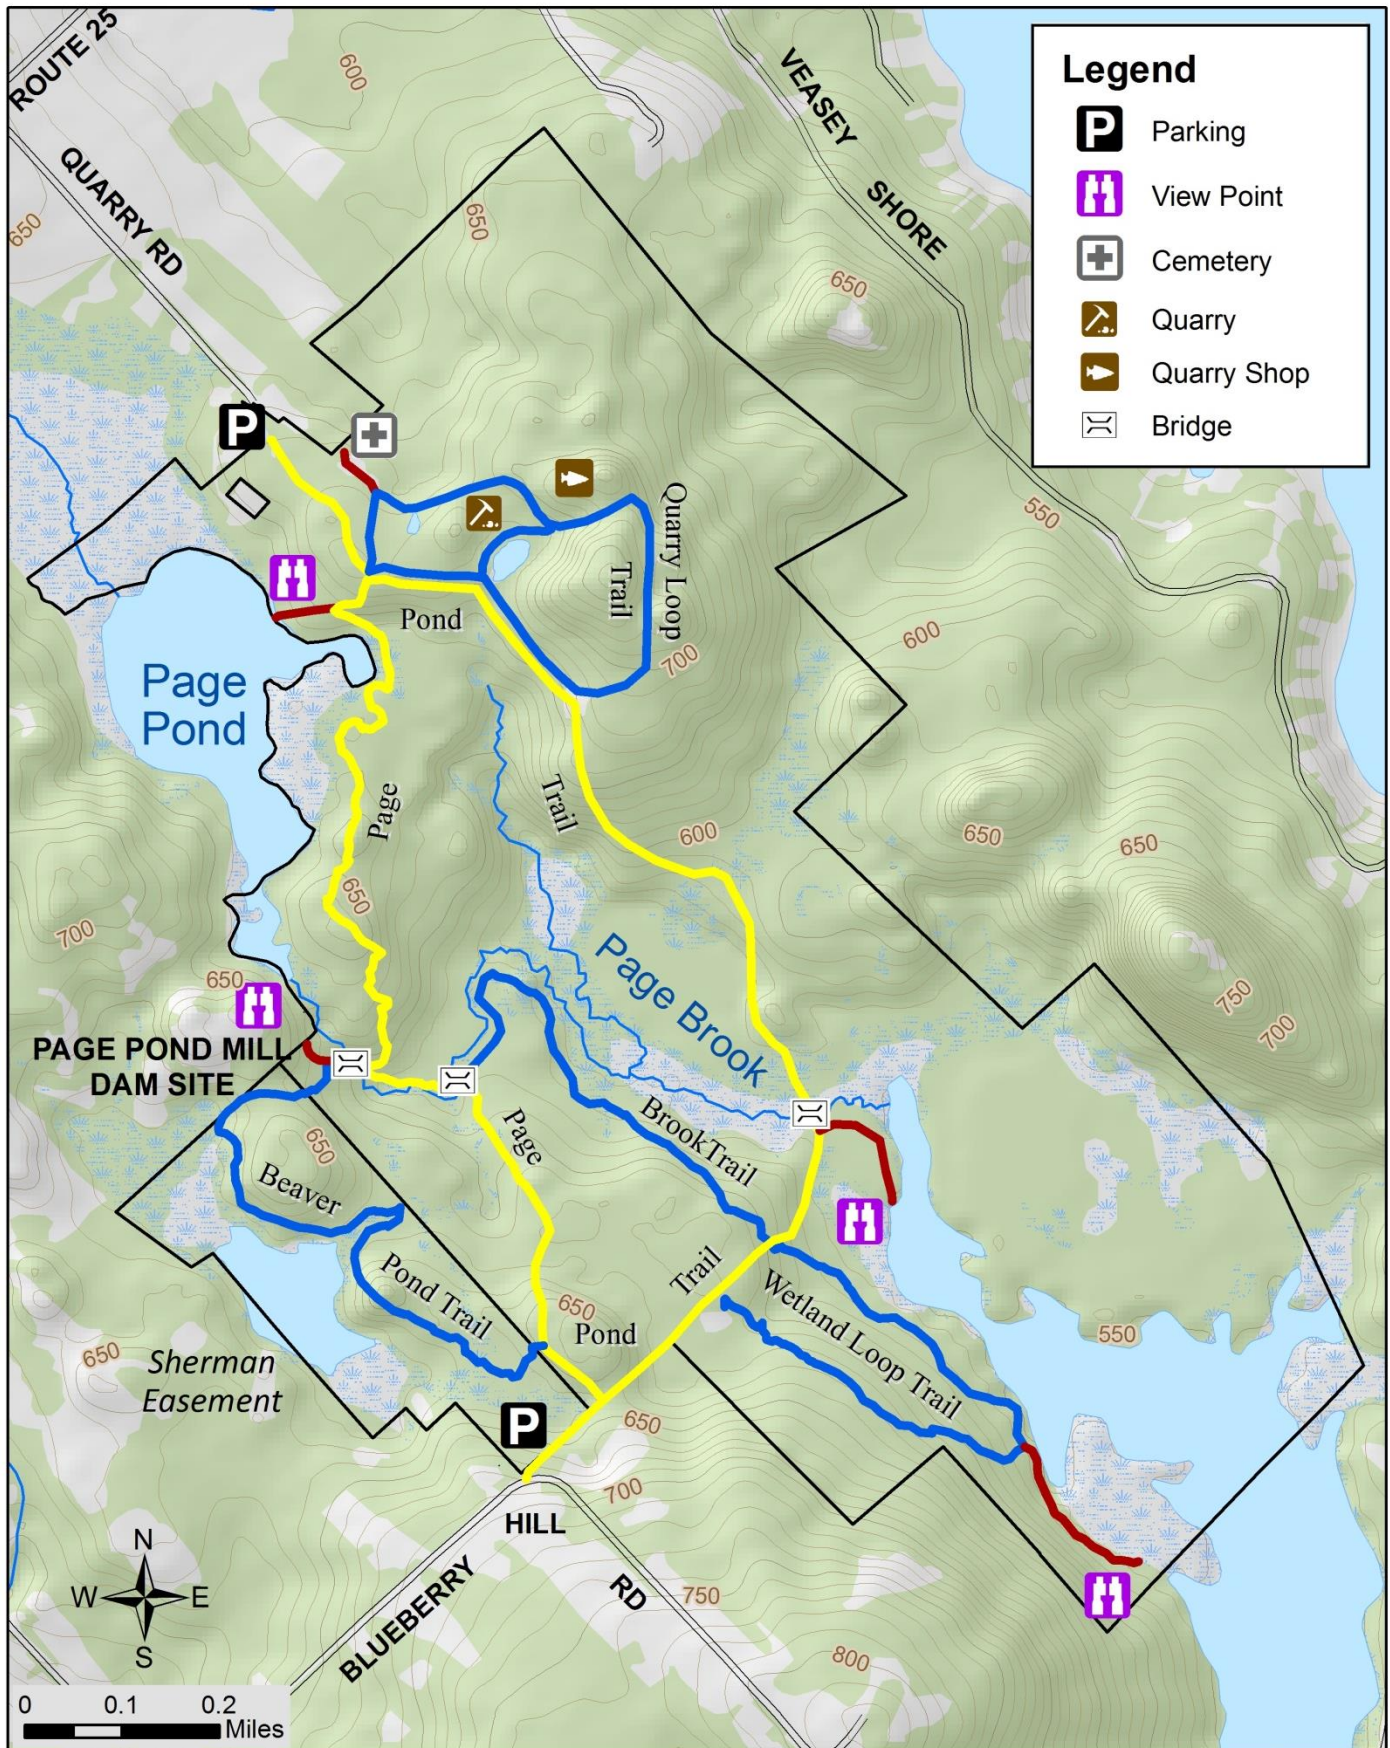 ROUTE 25
QUARRY RD
VEASEY
SHORE
Legend
P Parking
View Point
Cemetery
Quarry
Quarry Shop
Bridge
600
650
650
650
P
550
Quarry Loop
Trail
Pond
700
600
Page
Pond
Page
Trail
600
650
650
650
700
Page Brook
650
750
700
PAGE POND MILL
DAM SITE
Page
BrookTrail
650
Beaver
Pond Trail
Trail
Wetland Loop Trail
650
Pond
550
650
Sherman
Easement
P
650
700
HILL
BLUEBERRY
RD
750
800
N
W E
S
0 0.1 0.2
Miles